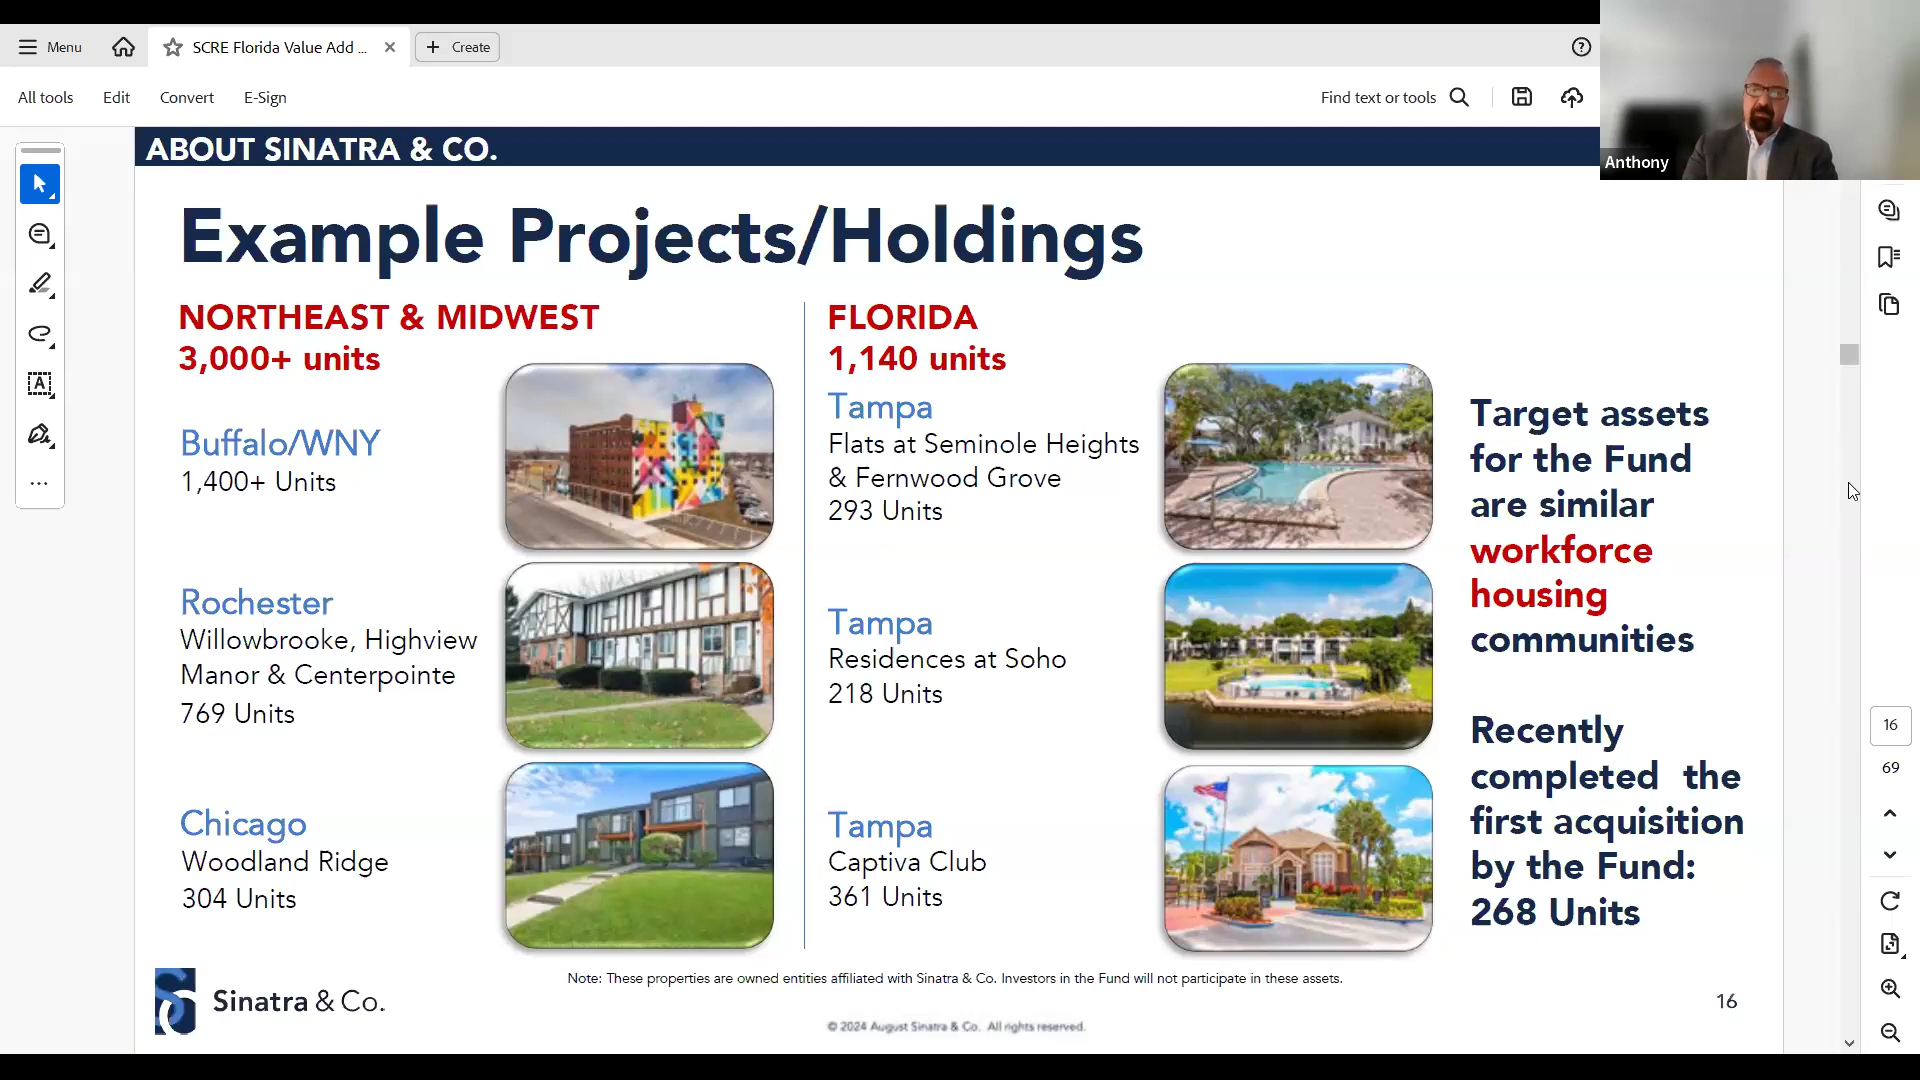 Menu
SCRE Florida Value Add ...
Create
All tools
Edit
Convert
E-Sign
Find text or tools
Anthony
ABOUT SINATRA & CO.
Example Projects/Holdings
NORTHEAST & MIDWEST
3,000+ units
Buffalo/WNY
1,400+ Units
Rochester
Willowbrooke, Highview
Manor & Centerpointe
769 Units
Chicago
Woodland Ridge
304 Units
FLORIDA
1,140 units
Tampa
Flats at Seminole Heights
& Fernwood Grove
293 Units
Tampa
Residences at Soho
218 Units
Tampa
Captiva Club
361 Units
Target assets
for the Fund
are similar
workforce
housing
communities
Recently
completed the
first acquisition
by the Fund:
268 Units
16
69
Note: These properties are owned entities affiliated with Sinatra & Co. Investors in the Fund will not participate in these assets.
Sinatra & Co.
16
© 2024 August Sinatra & Co. All rights reserved.